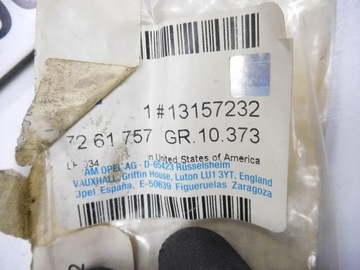 1 #13157232
72 61 757 GR.10.373
in United States of America
AM OPEL AG - D-65423 Rüsselsheim
VAUXHALL, Griffin House, Luton LU1 3YT, England
Opel España, E-50639 Figueruelas Zaragoza